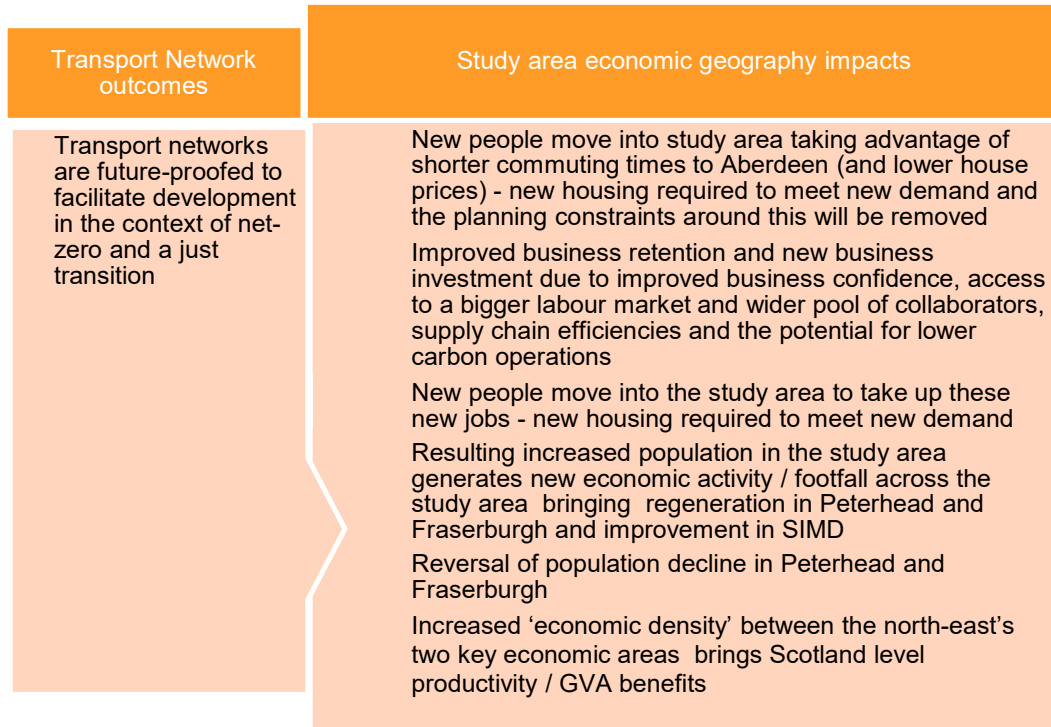 Transport Network
outcomes
Study area economic geography impacts
Transport networks
are future-proofed to
facilitate development
in the context of net-
zero and a just
transition
New people move into study area taking advantage of
shorter commuting times to Aberdeen (and lower house
prices) - new housing required to meet new demand and
the planning constraints around this will be removed
Improved business retention and new business
investment due to improved business confidence, access
to a bigger labour market and wider pool of collaborators,
supply chain efficiencies and the potential for lower
carbon operations
New people move into the study area to take up these
new jobs - new housing required to meet new demand
Resulting increased population in the study area
generates new economic activity / footfall across the
study area  bringing  regeneration in Peterhead and
Fraserburgh and improvement in SIMD
Reversal of population decline in Peterhead and
Fraserburgh
Increased ‘economic density’ between the north-east’s
two key economic areas  brings Scotland level
productivity / GVA benefits